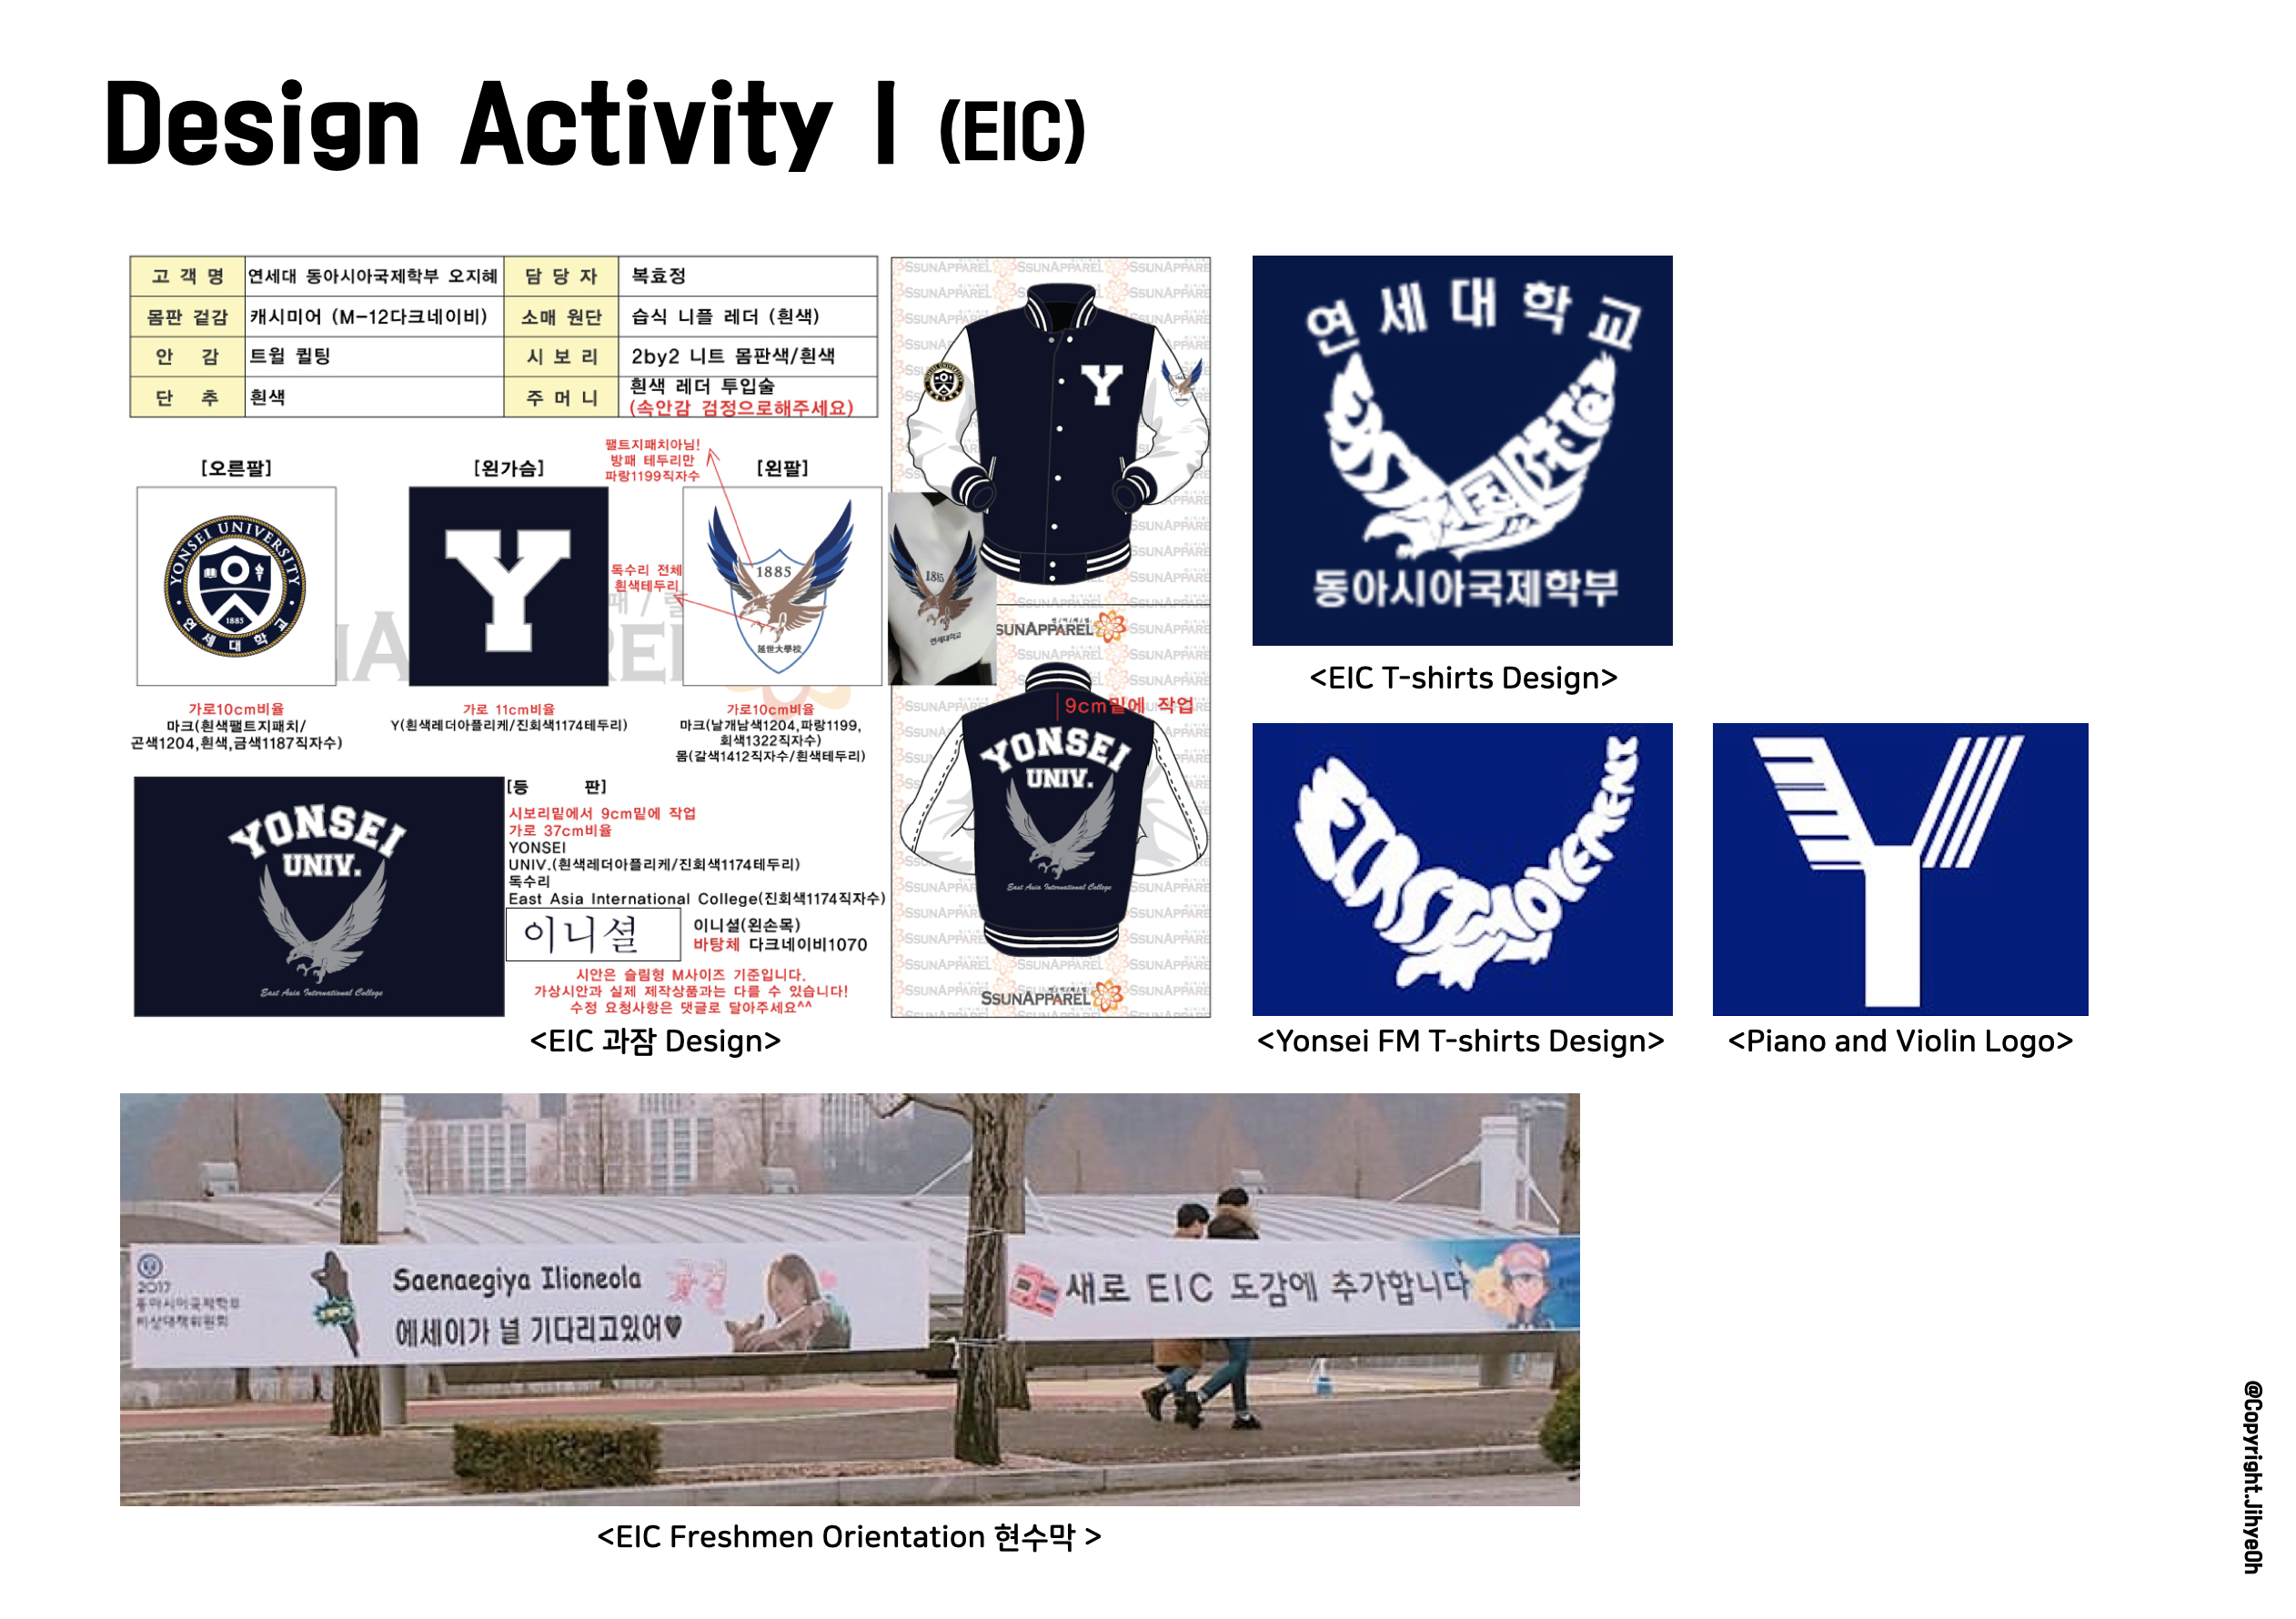 Design Activity I (EIC)
고 객 명 연세대 동아시아국제학부 오지혜 담 당 자 복효정
몸판 겉감 캐시미어 (M-12다크네이비) 소매 원단 습식 니플 레더 (흰색)
안 감 트윌 퀼팅 시 보 리 2by2 니트 몸판색/흰색
단 추 흰색 주 머 니 흰색 레더 투입술
(속안감 검정으로해주세요)
팰트지패치아님!
방패 테두리만
파랑1199직자수
[오른팔]
[왼가슴]
[왼팔]
YONSEI UNIVERSITY
1885
연세대학교
Y
독수리 전체
흰색테두리
1885
延世大學校
1885
연세대학교
가로10cm비율
마크(흰색팰트지패치/
곤색1204,흰색,금색1187직자수)
가로 11cm비율
Y(흰색레더아플리케/진회색1174테두리)
가로10cm비율
마크(날개남색1204,파랑1199,
회색1322직자수)
몸(갈색1412직자수/흰색테두리)
YONSEI
UNIV.
East Asia International College
[등 판]
시보리밑에서 9cm밑에 작업
가로 37cm비율
YONSEI
UNIV.(흰색레더아플리케/진회색1174테두리)
독수리
East Asia International College(진회색1174직자수)
이니셜
이니셜(왼손목)
바탕체 다크네이비1070
시안은 슬림형 M사이즈 기준입니다.
가상시안과 실제 제작상품과는 다를 수 있습니다!
수정 요청사항은 댓글로 달아주세요^^
Y
SSUNAPPAREL
9cm밑에 작업
YONSEI
UNIV.
East Asia International College
SSUNAPPAREL
<EIC 과잠 Design>
연세대학교
동아시아국제학부
<EIC T-shirts Design>
<Yonsei FM T-shirts Design>
Y
<Piano and Violin Logo>
2017
동아시아국제학부
비상대책위원회
Saenaegiya Ilioneola
에세이가 널 기다리고있어♥
새로 EIC 도감에 추가합니다
<EIC Freshmen Orientation 현수막 >
@Copyright.JihyeOh